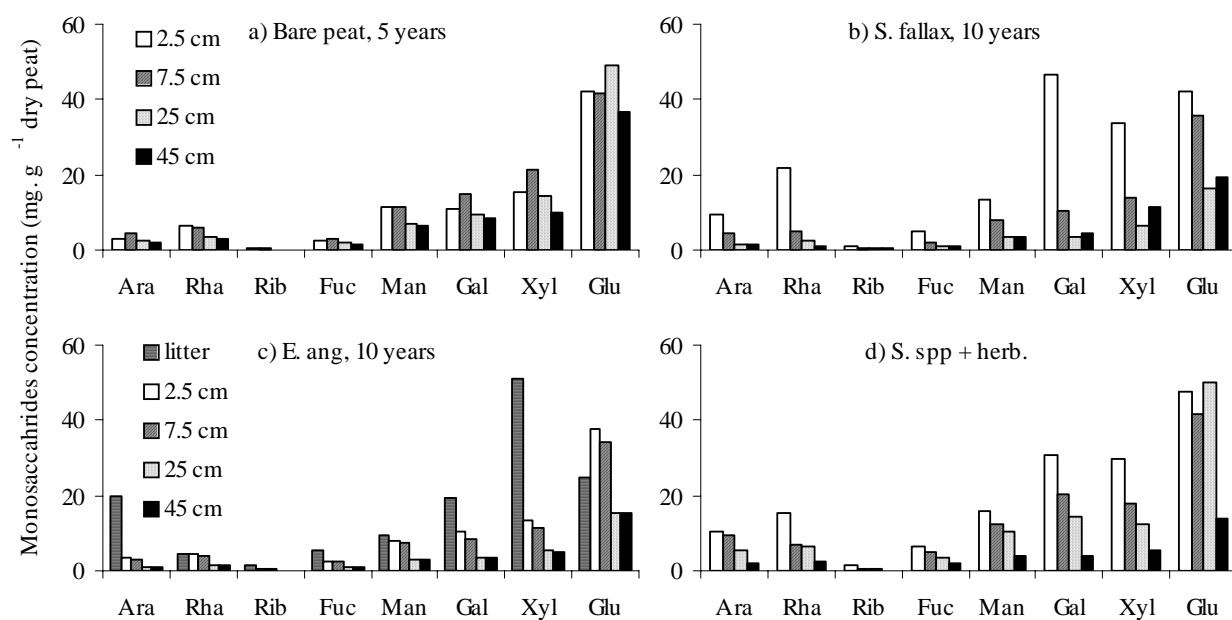 Monosaccahrides concentration (mg. g -1 dry peat)
60
40
20
0
a) Bare peat, 5 years
2.5 cm
7.5 cm
25 cm
45 cm
Ara Rha Rib Fuc Man Gal Xyl Glu
60
40
20
0
b) S. fallax, 10 years
Ara Rha Rib Fuc Man Gal Xyl Glu
60
40
20
0
c) E. ang, 10 years
litter
2.5 cm
7.5 cm
25 cm
45 cm
Ara Rha Rib Fuc Man Gal Xyl Glu
60
40
20
0
d) S. spp + herb.
Ara Rha Rib Fuc Man Gal Xyl Glu